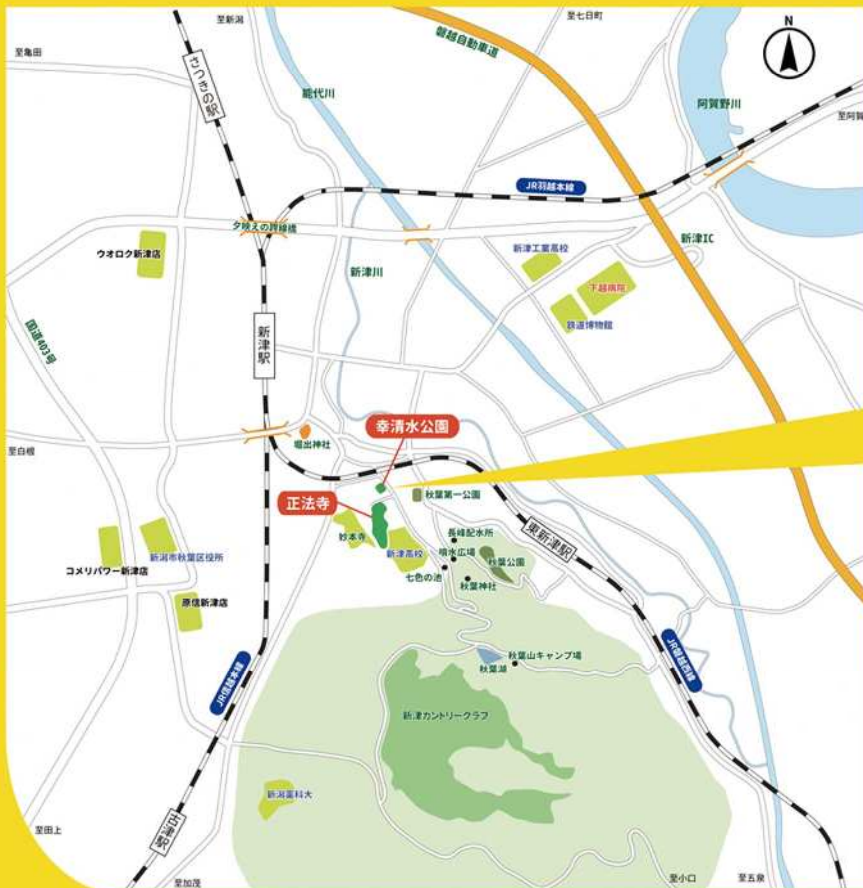 至新潟
至七日町
N
磐越自動車道
至亀田
さつきの駅
能代川
阿賀野川
至阿賀
JR羽越本線
夕映えの跨線橋
新津工業高校
新津IC
ウオロク新津店
新津川
下越病院
鉄道博物館
国道403号
新津駅
幸清水公園
堀出神社
至白根
秋葉第一公園
正法寺
長峰配水所
東新津駅
妙本寺
新津高校
噴水広場
秋葉公園
新潟市秋葉区役所
コメリパワー新津店
七色の池
秋葉神社
原信新津店
秋葉山キャンプ場
秋葉湖
JR磐越西線
JR信越本線
新津カントリークラブ
新潟薬科大
至田上
古津駅
至加茂
至小口
至五泉